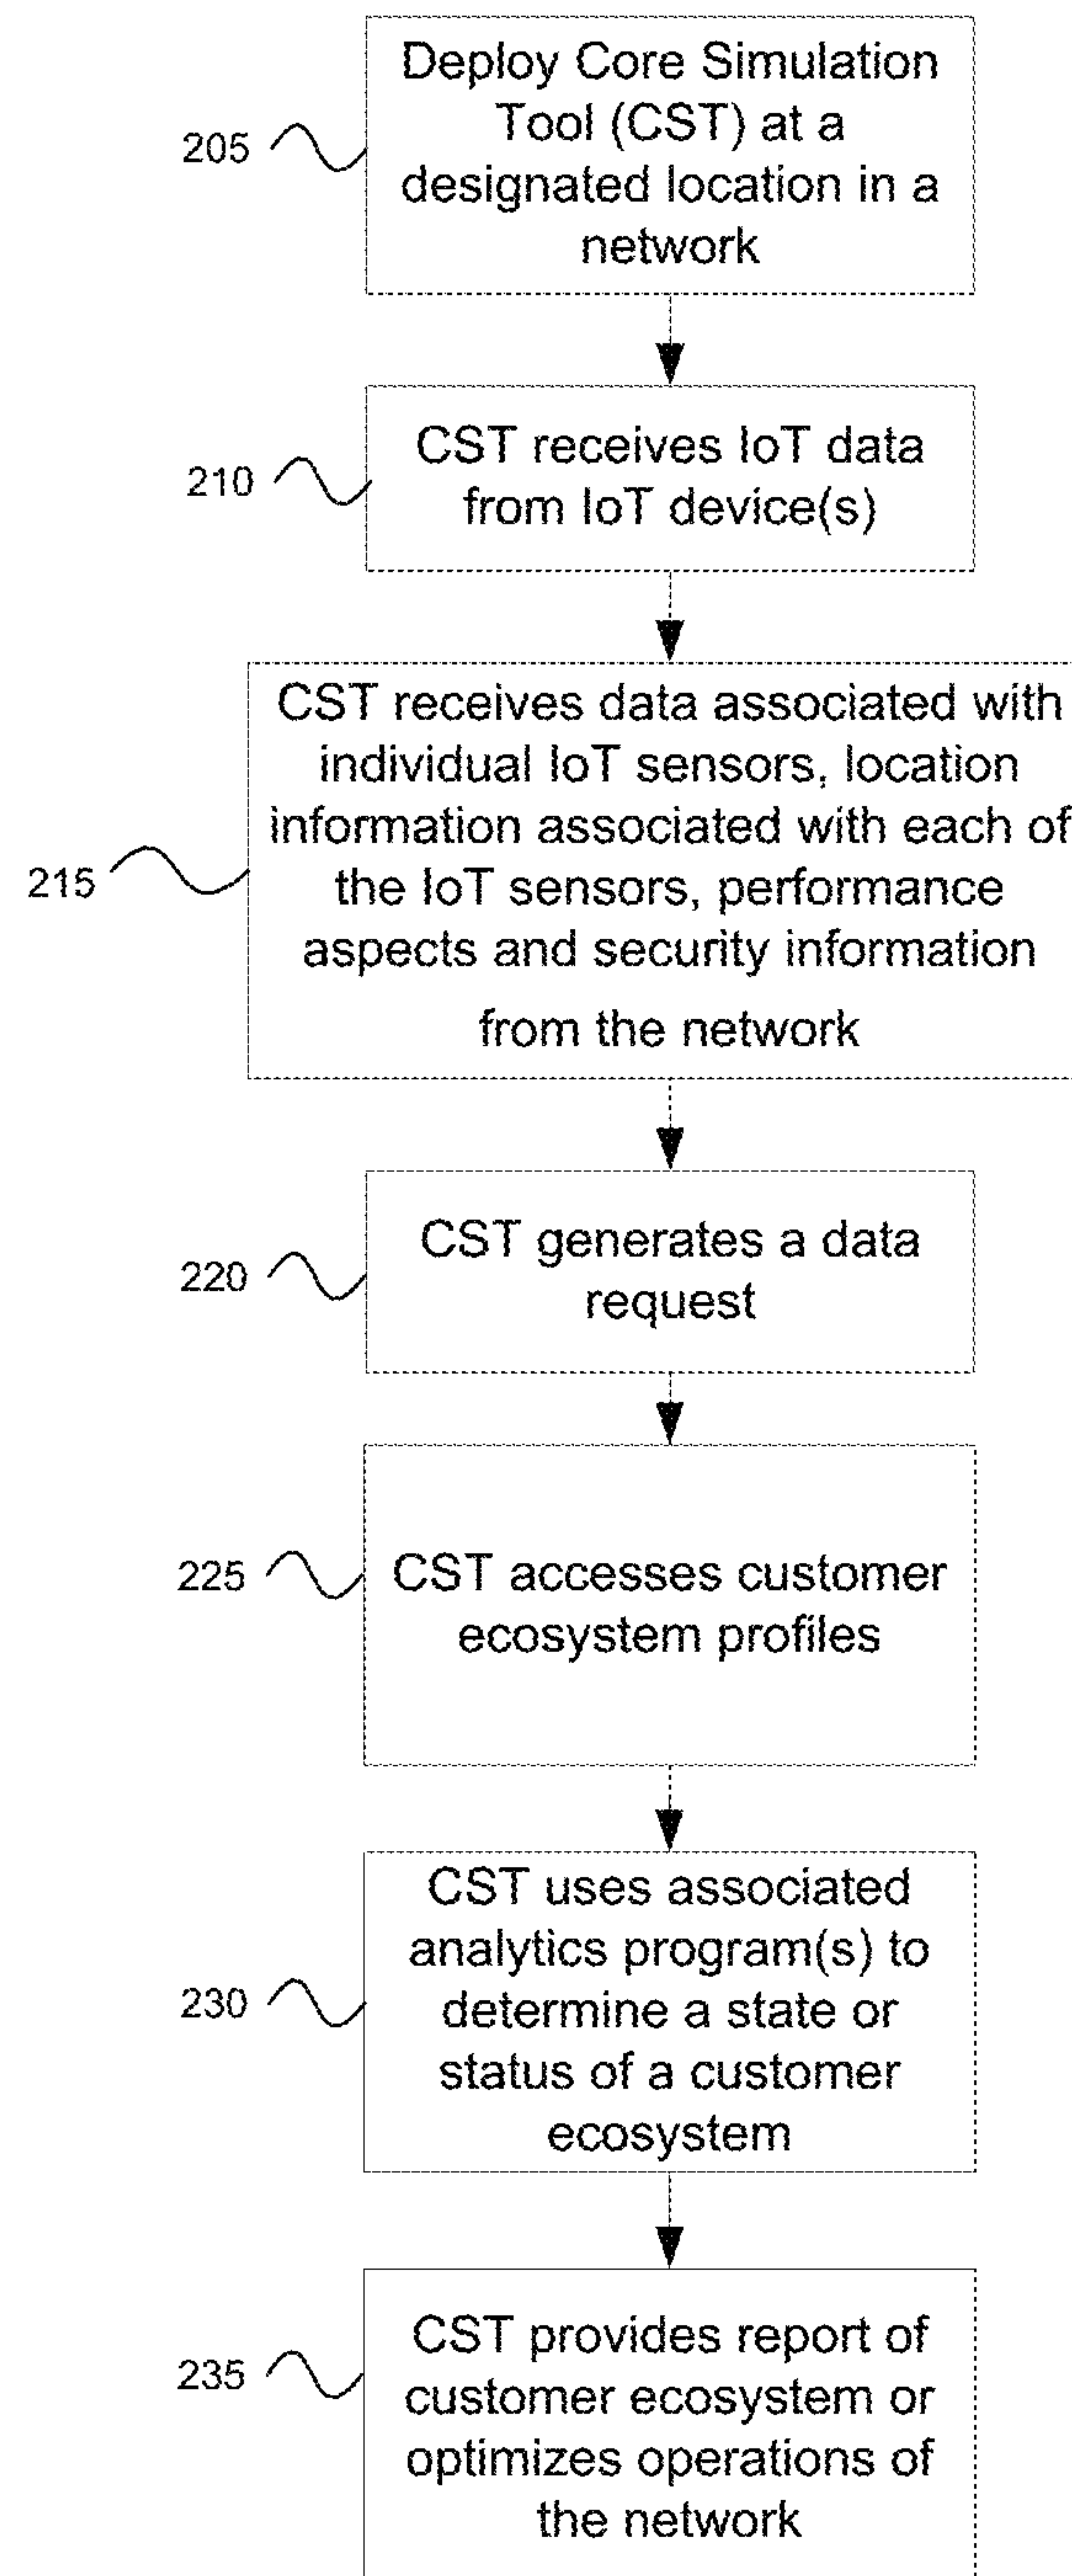 Deploy Core Simulation
Tool (CST) at a
designated location in a
network
205
CST receives IoT data
from IoT device(s)
210
CST receives data associated with
individual IoT sensors, location
information associated with each of
the IoT sensors, performance
aspects and security information
from the network
215
CST generates a data
request
220
CST accesses customer
ecosystem profiles
225
CST uses associated
analytics program(s) to
determine a state or
status of a customer
ecosystem
230
CST provides report of
customer ecosystem or
optimizes operations of
the network
235